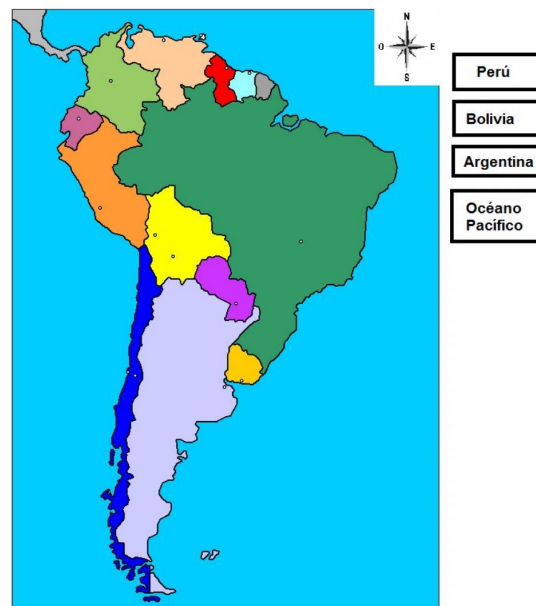 N
O E
S
Perú
Bolivia
Argentina
Océano
Pacífico